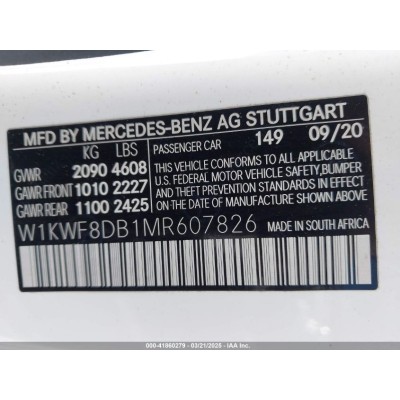 MFD BY MERCEDES-BENZ AG STUTTGART
KG LBS PASSENGER CAR 149 09/20
GVWR 2090 4608
GAWR FRONT 1010 2227
GAWR REAR 1100 2425
THIS VEHICLE CONFORMS TO ALL APPLICABLE
U.S. FEDERAL MOTOR VEHICLE SAFETY, BUMPER,
AND THEFT PREVENTION STANDARDS IN EFFECT ON
THE DATE OF MANUFACTURE SHOWN ABOVE.
W1KWF8DB1MR607826 MADE IN SOUTH AFRICA
000-41960279 | 03/21/2025 | IAA Inc.